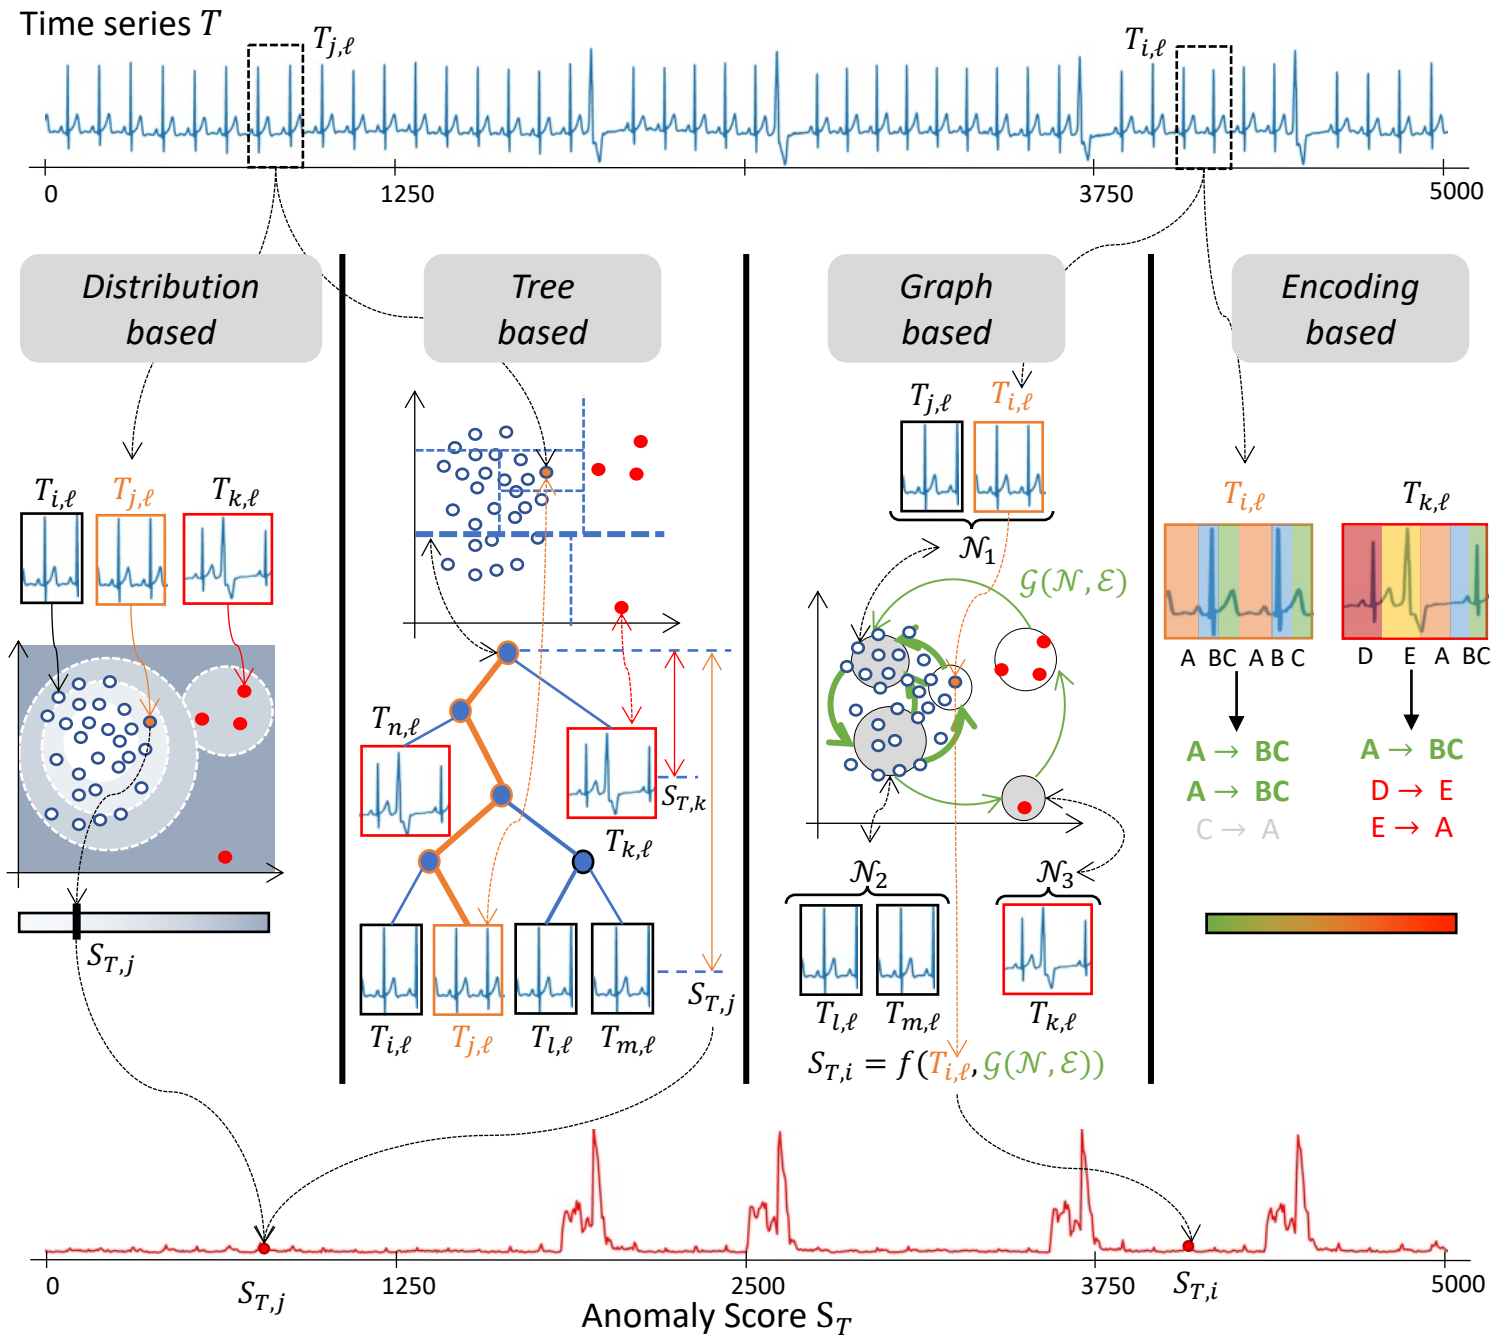 Time series T
T_{j,ℓ}
T_{i,ℓ}
0
1250
3750
5000
Distribution
based
Tree
based
Graph
based
Encoding
based
T_{i,ℓ}
T_{j,ℓ}
T_{k,ℓ}
S_{T,j}
T_{n,ℓ}
T_{k,ℓ}
S_{T,k}
S_{T,j}
T_{i,ℓ}
T_{j,ℓ}
T_{l,ℓ}
T_{m,ℓ}
T_{j,ℓ}
T_{i,ℓ}
𝒩_1
𝒢(𝒩, ℰ)
𝒩_2
𝒩_3
T_{l,ℓ}
T_{m,ℓ}
T_{k,ℓ}
S_{T,i} = f(T_{i,ℓ}, 𝒢(𝒩, ℰ))
T_{i,ℓ}
T_{k,ℓ}
A BC A B C
D E A BC
A → BC
A → BC
C → A
A → BC
D → E
E → A
0
1250
2500
3750
5000
S_{T,j}
S_{T,i}
Anomaly Score S_T